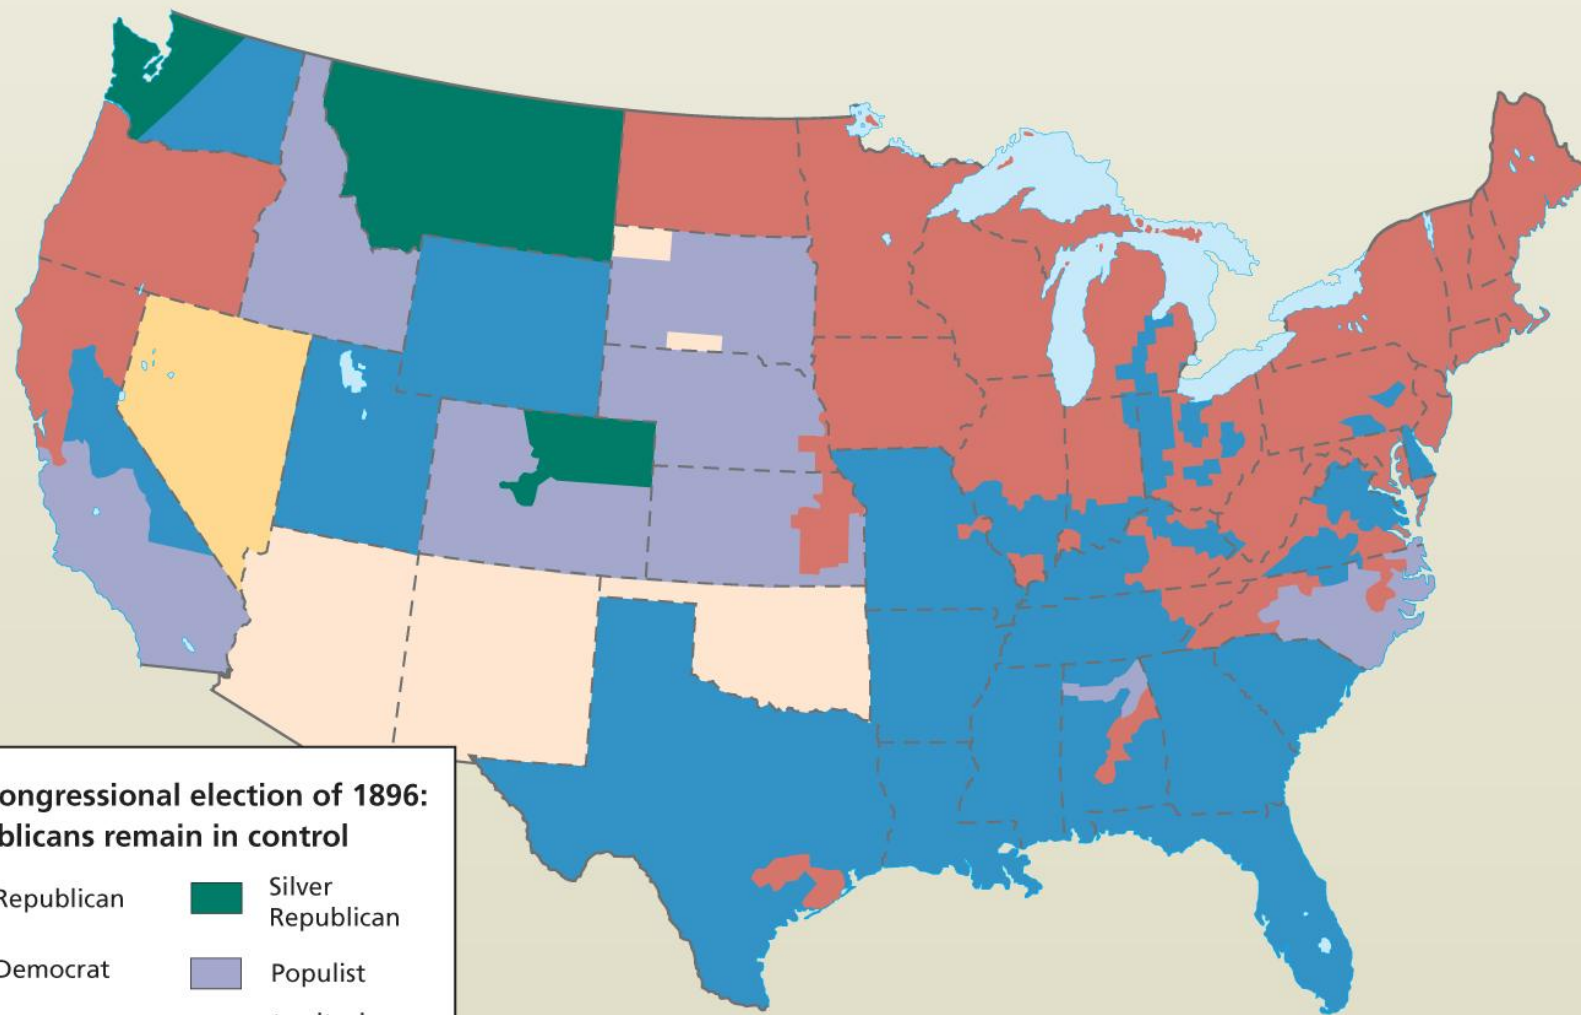 ongressional election of 1896:
blicans remain in control
Republican
Silver
Republican
Democrat
Populist